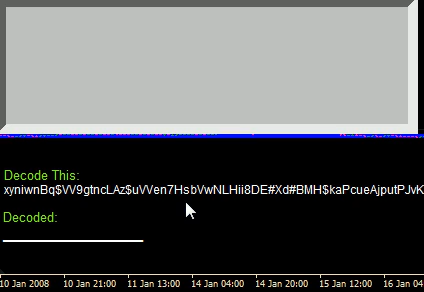 Decode This:
xyniwnBq$VV9gtncLAz$uVVen7HsbVwNLHii8DE#Xd#BMH$kaPcueAjputPJvK
Decoded:
10 Jan 2008 10 Jan 21:00 11 Jan 13:00 14 Jan 04:00 14 Jan 20:00 15 Jan 12:00 16 Jan 04